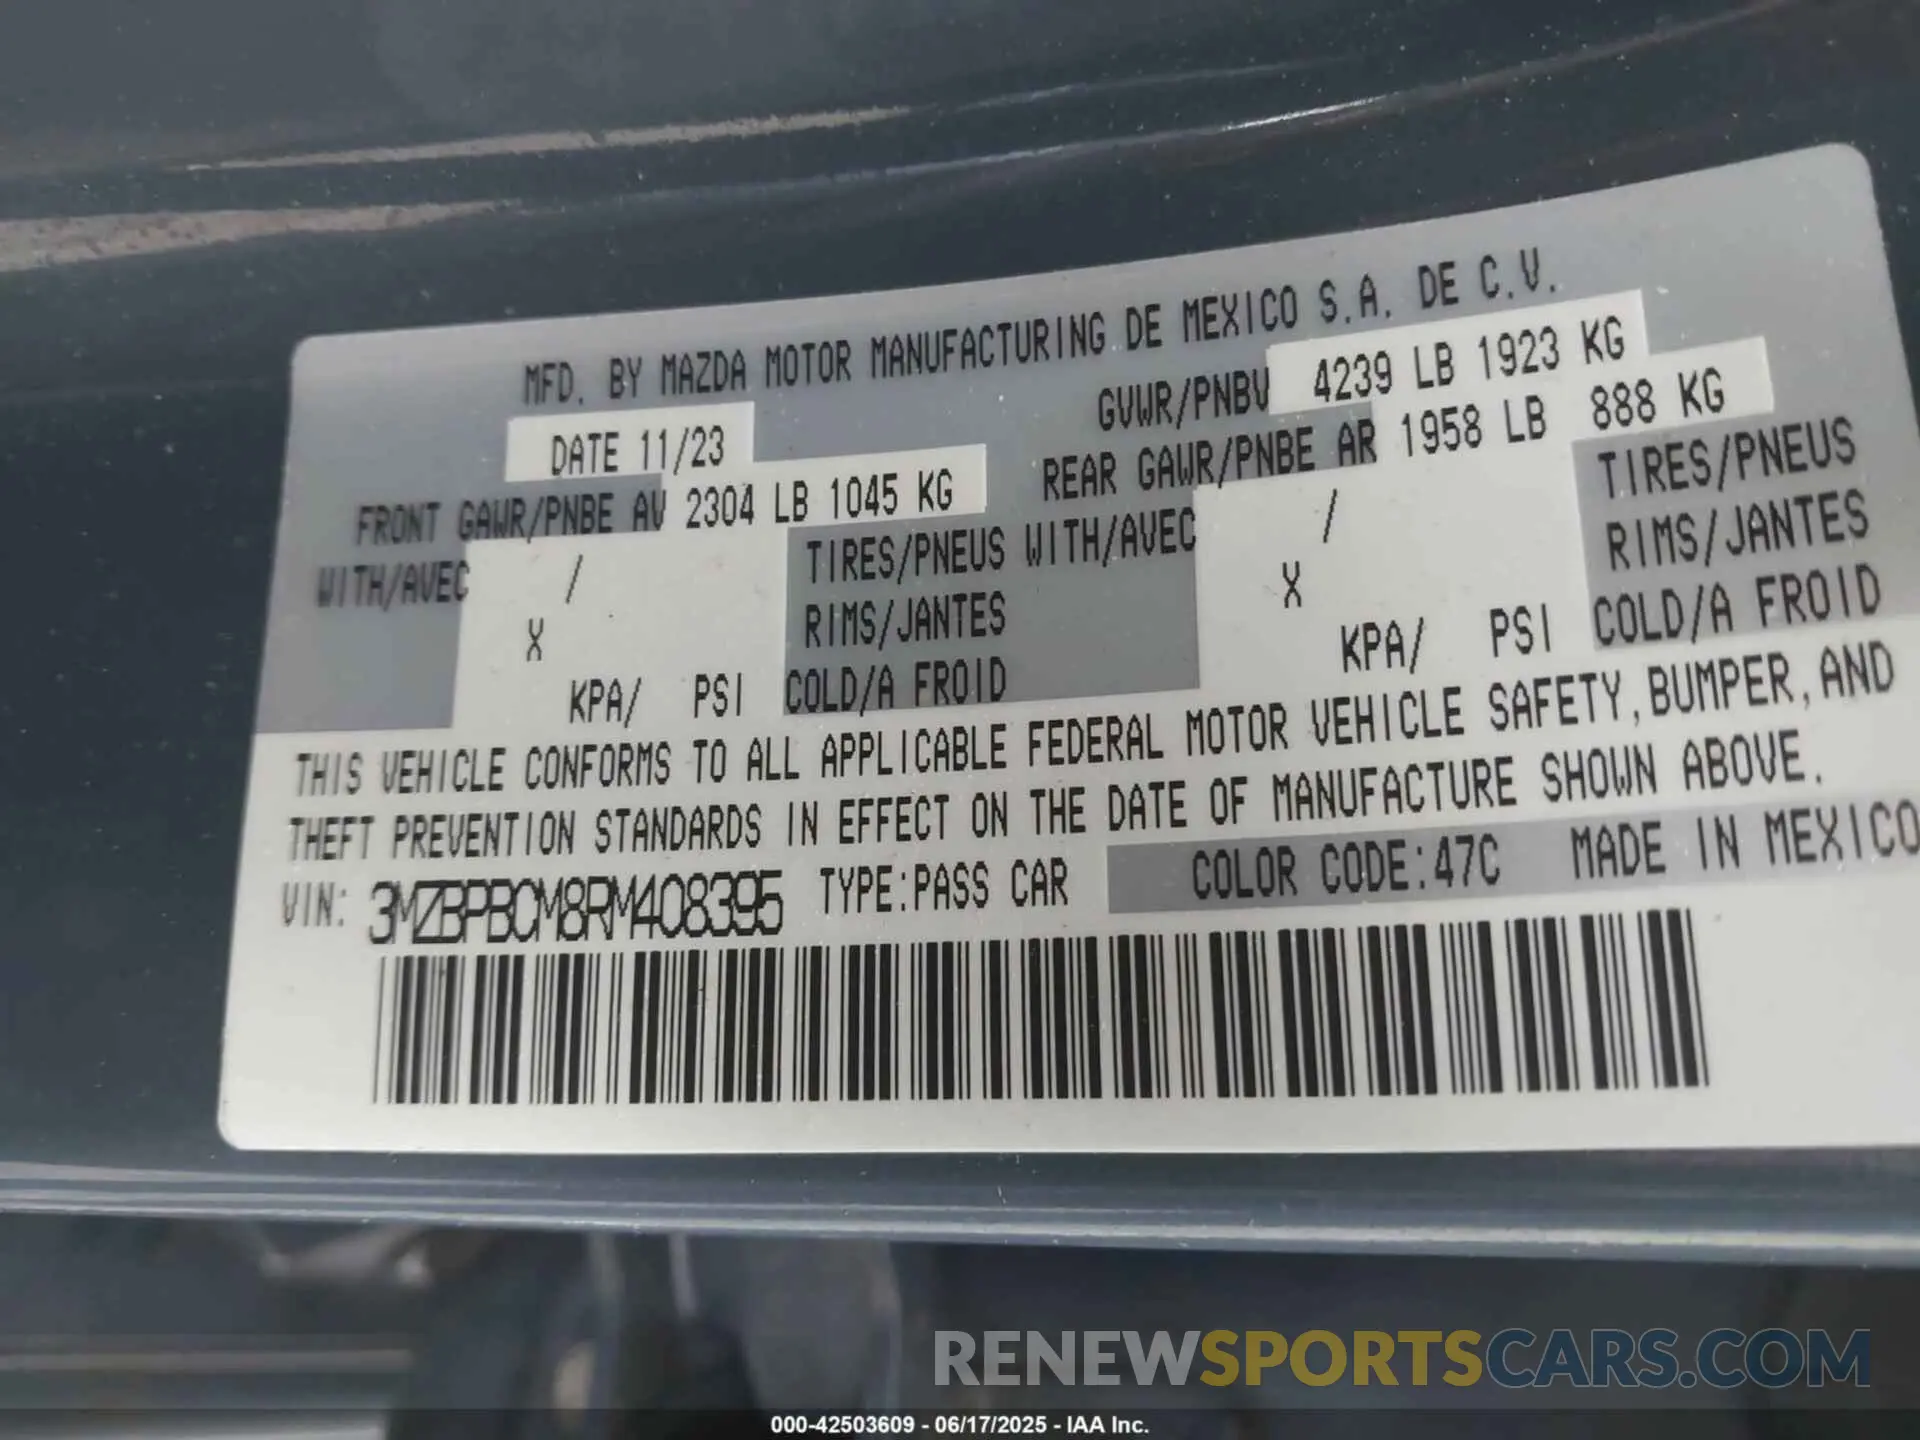 MFD. BY MAZDA MOTOR MANUFACTURING DE MEXICO S.A. DE C.V.
DATE 11/23 GVWR/PNBV 4239 LB 1923 KG
FRONT GAWR/PNBE AV 2304 LB 1045 KG REAR GAWR/PNBE AR 1958 LB 888 KG
WITH/AVEC / TIRES/PNEUS WITH/AVEC / TIRES/PNEUS
X RIMS/JANTES X RIMS/JANTES
KPA/ PSI COLD/A FROID KPA/ PSI COLD/A FROID
THIS VEHICLE CONFORMS TO ALL APPLICABLE FEDERAL MOTOR VEHICLE SAFETY, BUMPER, AND
THEFT PREVENTION STANDARDS IN EFFECT ON THE DATE OF MANUFACTURE SHOWN ABOVE.
VIN: 3MZBPBCM8RM408395 TYPE:PASS CAR COLOR CODE:47C MADE IN MEXICO
RENEWSPORTSCARS.COM
000-42503609 - 06/17/2025 - IAA Inc.